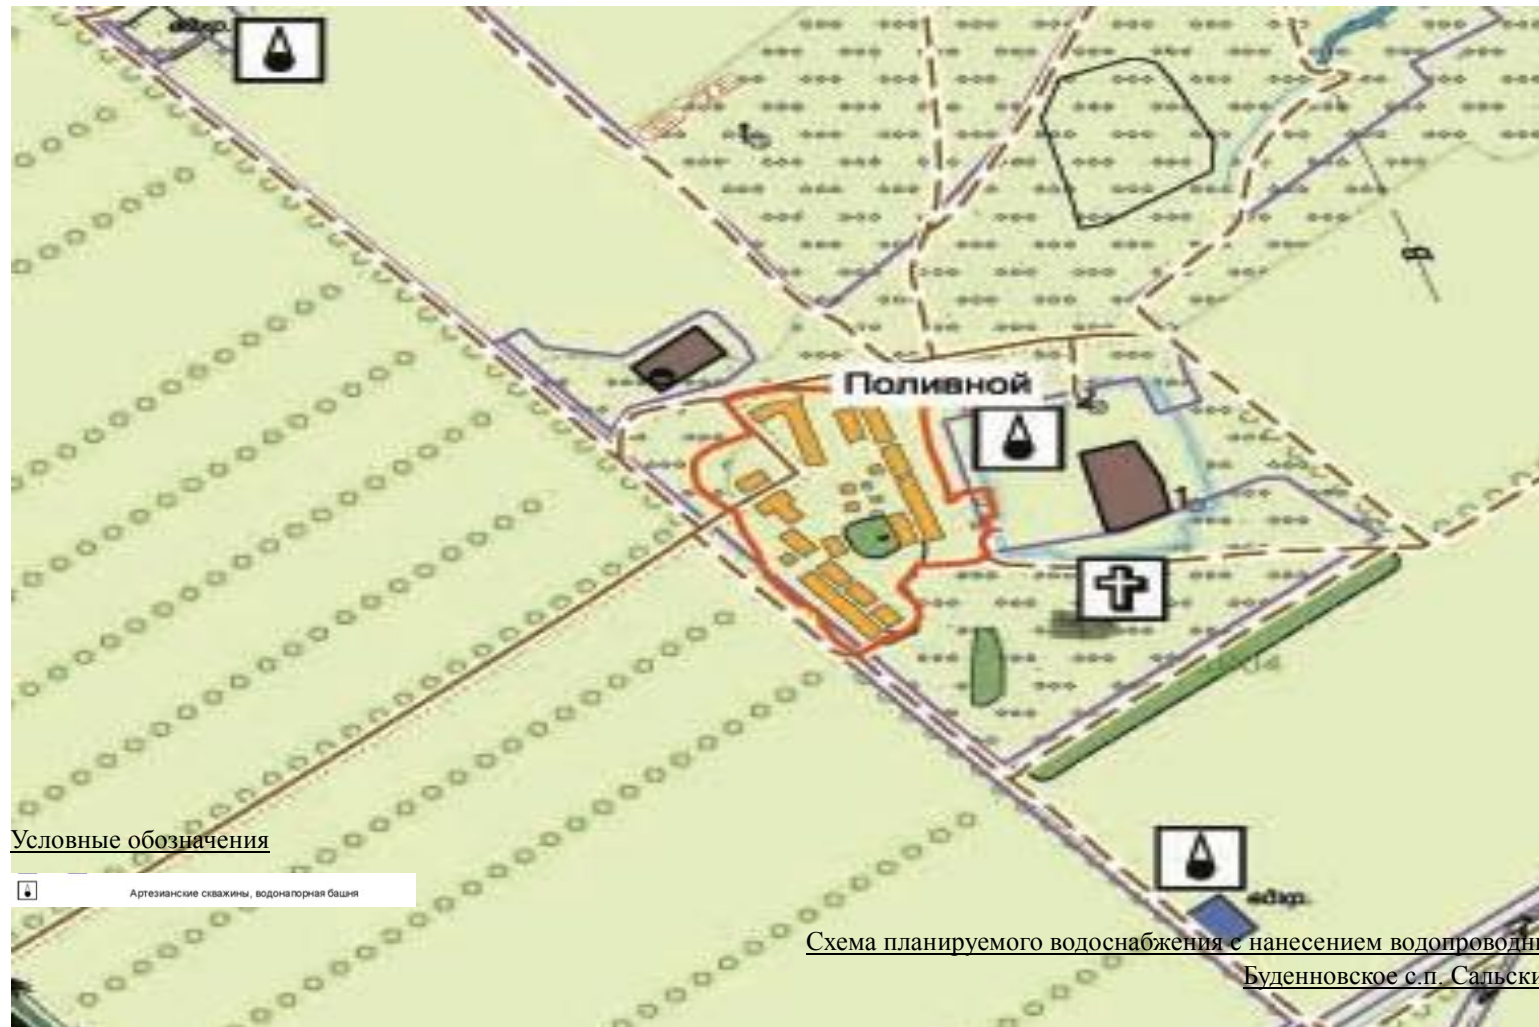 Поливной
В
Условные обозначения
Артезианские скважины, водонапорная башня
Схема планируемого водоснабжения с нанесением водопроводн
Буденновское с.п. Сальски